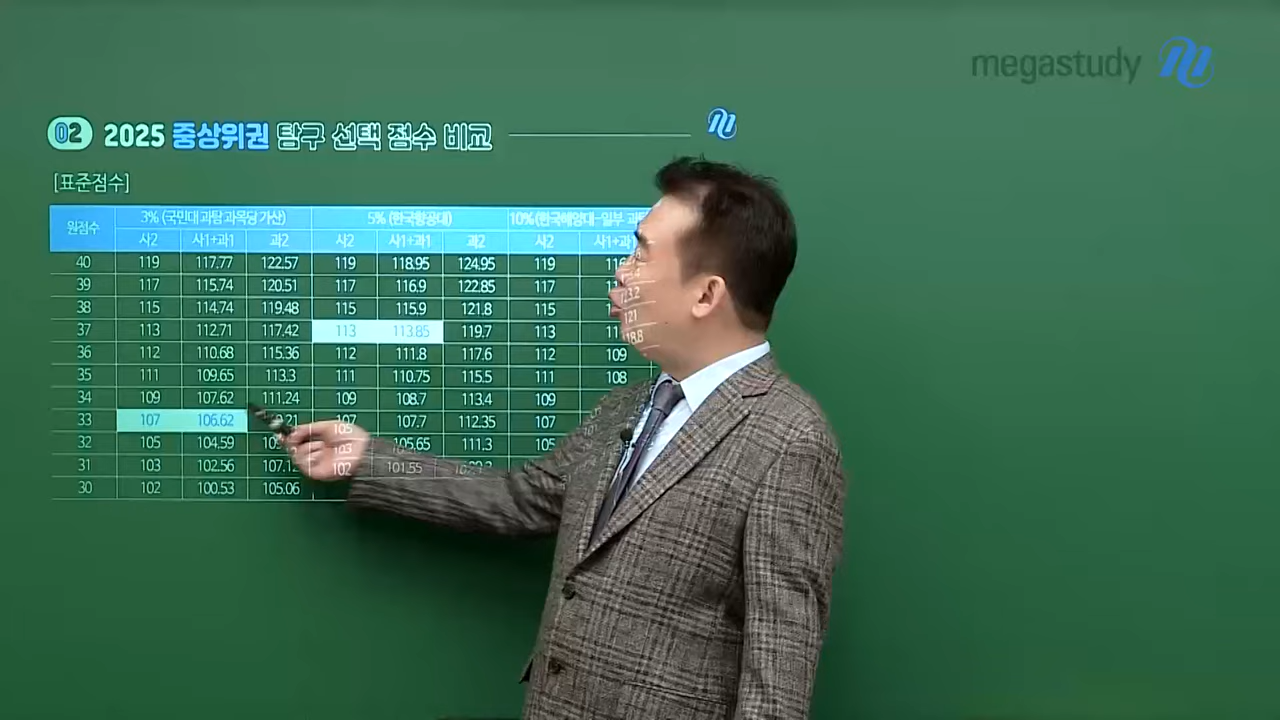 megastudy
02 2025 중상위권 탐구 선택 점수 비교
[표준점수]
원점수 3% (국민대 과탐 과목당 가산) 5% (한국항공대) 10% (한국해양대-일부 과탐
사2 사1+과1 과2 사2 사1+과1 과2 사2 사1+과1
40 119 117.77 122.57 119 118.95 124.95 119
39 117 115.74 120.51 117 116.9 122.85 117
38 115 114.74 119.48 115 115.9 121.8 115 123.2
37 113 112.71 117.42 113 113.85 119.7 113 121
36 112 110.68 115.36 112 111.8 117.6 112 109
35 111 109.65 113.3 111 110.75 115.5 111 108
34 109 107.62 111.24 109 108.7 113.4 109
33 107 106.62 107 107.7 112.35 107
32 105 104.59 105 105.65 111.3 105
31 103 102.56 103 101.55
30 102 100.53 105.06 102